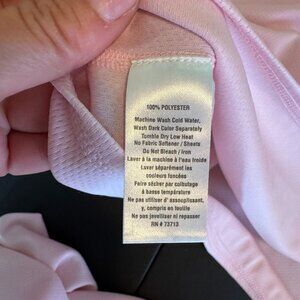 100% POLYESTER
Machine Wash Cold Water,
Wash Dark Color Separately
Tumble Dry Low Heat
No Fabric Softener / Sheets
Do Not Bleach / Iron
Laver à la machine à l'eau froide
Laver séparément les
couleurs foncées
Faire sécher par culbutage
à basse température
Ne pas utiliser d' assouplissant,
y, compris en feuille
Ne pas javelliser ni repasser
RN # 73713